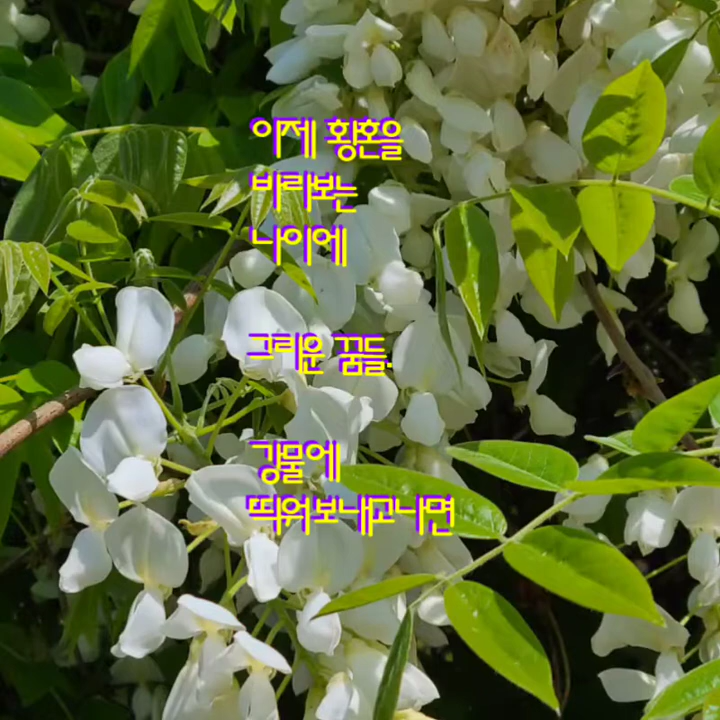 이제 황혼을
바라보는
나이에
그리운 꿈들.
강물에
띄워보내고나면